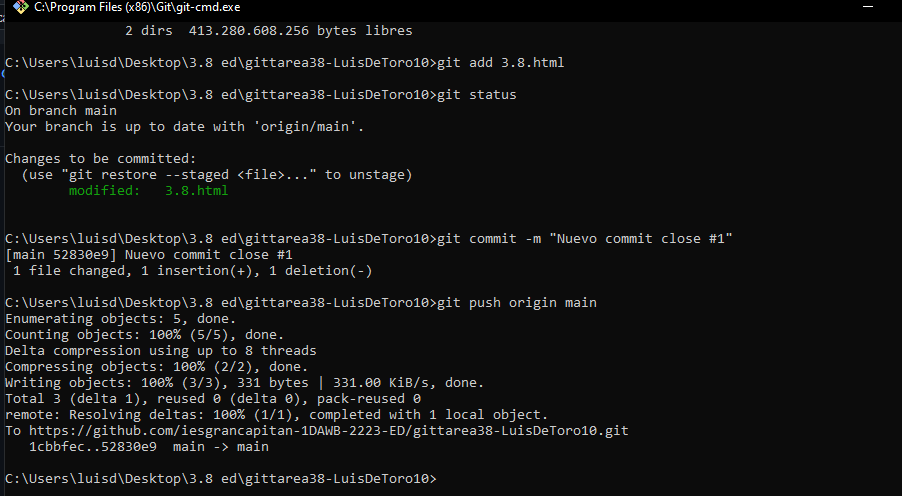 C:\Program Files (x86)\Git\git-cmd.exe
2 dirs  413.280.608.256 bytes libres
C:\Users\luisd\Desktop\3.8 ed\gittarea38-LuisDeToro10>git add 3.8.html
C:\Users\luisd\Desktop\3.8 ed\gittarea38-LuisDeToro10>git status
On branch main
Your branch is up to date with 'origin/main'.
Changes to be committed:
(use "git restore --staged <file>..." to unstage)
modified:   3.8.html
C:\Users\luisd\Desktop\3.8 ed\gittarea38-LuisDeToro10>git commit -m "Nuevo commit close #1"
[main 52830e9] Nuevo commit close #1
1 file changed, 1 insertion(+), 1 deletion(-)
C:\Users\luisd\Desktop\3.8 ed\gittarea38-LuisDeToro10>git push origin main
Enumerating objects: 5, done.
Counting objects: 100% (5/5), done.
Delta compression using up to 8 threads
Compressing objects: 100% (2/2), done.
Writing objects: 100% (3/3), 331 bytes | 331.00 KiB/s, done.
Total 3 (delta 1), reused 0 (delta 0), pack-reused 0
remote: Resolving deltas: 100% (1/1), completed with 1 local object.
To https://github.com/iesgrancapitan-1DAWB-2223-ED/gittarea38-LuisDeToro10.git
1cbbfec..52830e9  main -> main
C:\Users\luisd\Desktop\3.8 ed\gittarea38-LuisDeToro10>